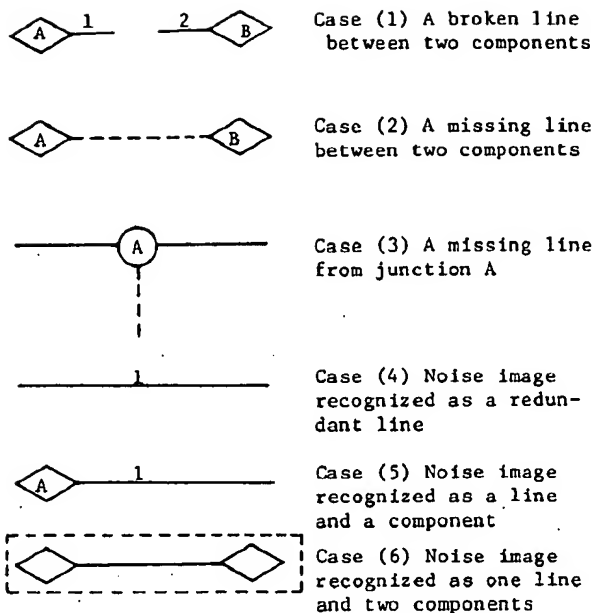 A 1 2 B
Case (1) A broken line
between two components
A B
Case (2) A missing line
between two components
A
Case (3) A missing line
from junction A
1
Case (4) Noise image
recognized as a redun-
dant line
A 1
Case (5) Noise image
recognized as a line
and a component
Case (6) Noise image
recognized as one line
and two components